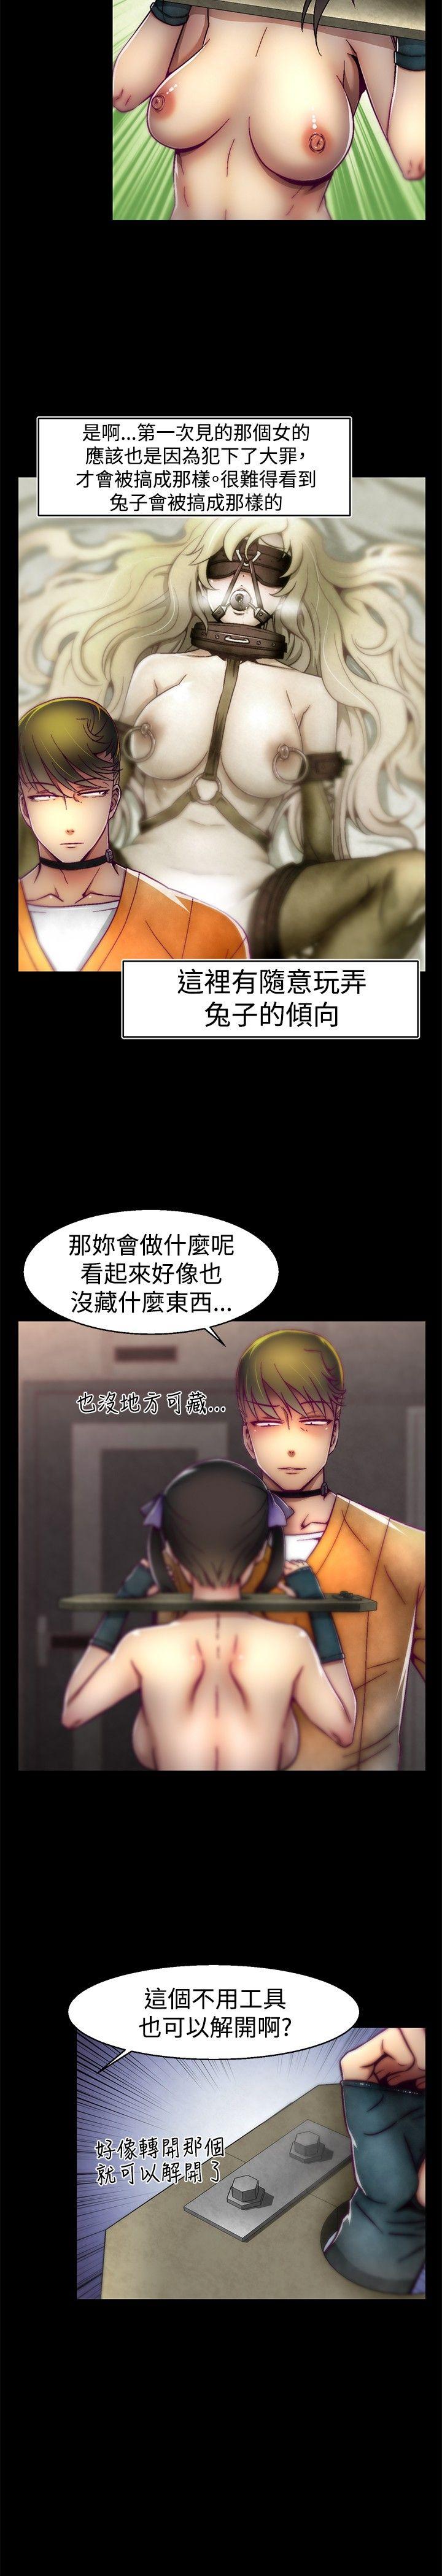 是啊...第一次見的那個女的
應該也是因為犯下了大罪，
才會被搞成那樣。很難得看到
兔子會被搞成那樣的
這裡有隨意玩弄
兔子的傾向
那妳會做什麼呢
看起來好像也
沒藏什麼東西...
也沒地方可藏...
這個不用工具
也可以解開啊?
好像轉開那個
就可以解開了